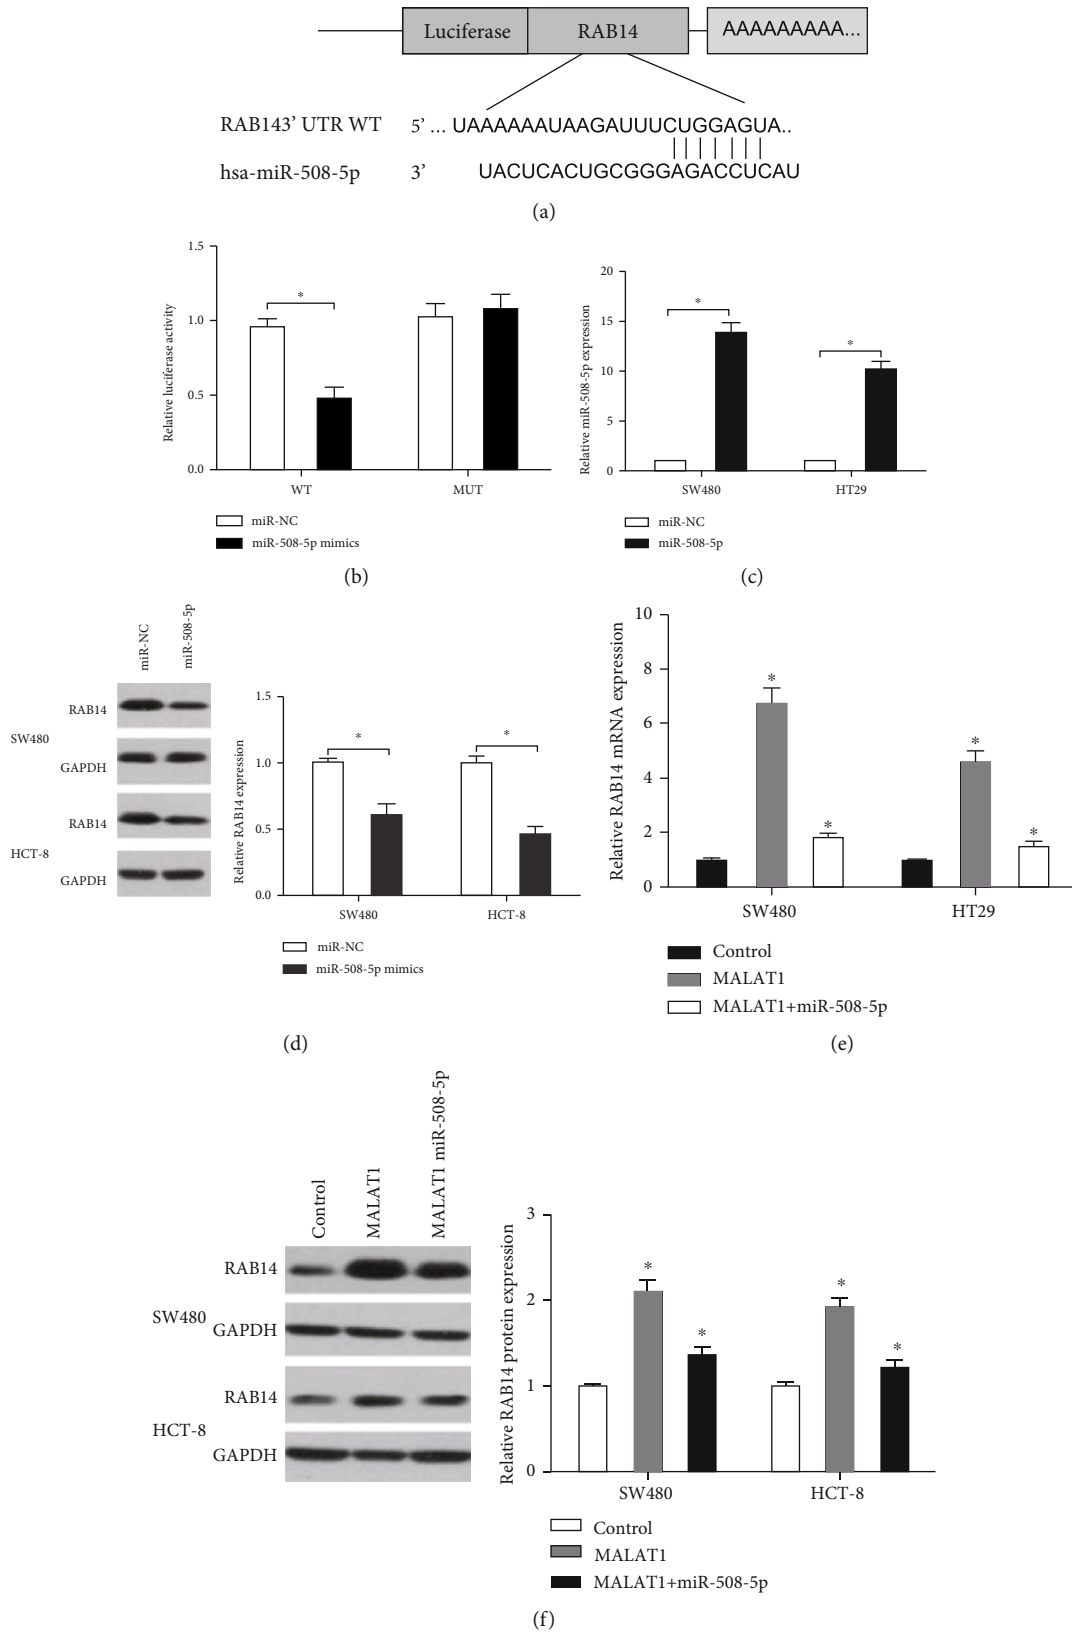 Luciferase RAB14 AAAAAAAAA...
RAB143’ UTR WT 5’ ... UAAAAAAUAAGAUUUCUGGAGUA..
hsa-miR-508-5p 3’ UACUCACUGCGGGAGACCUCAU
(a)
Relative luciferase activity
1.5
1.0
0.5
0.0
*
WT MUT
miR-NC
miR-508-5p mimics
(b)
Relative miR-508-5p expression
20
15
10
5
0
*
*
SW480 HT29
miR-NC
miR-508-5p
(c)
miR-NC
miR-508-5p
RAB14
SW480
GAPDH
RAB14
HCT-8
GAPDH
Relative RAB14 expression
1.5
1.0
0.5
0.0
* *
SW480 HCT-8
miR-NC
miR-508-5p mimics
(d)
Relative RAB14 mRNA expression
10
8
6
4
2
0
*
*
*
*
SW480 HT29
Control
MALAT1
MALAT1+miR-508-5p
(e)
Control
MALAT1
MALAT1 miR-508-5p
RAB14
SW480
GAPDH
RAB14
HCT-8
GAPDH
Relative RAB14 protein expression
3
2
1
0
*
*
*
*
SW480 HCT-8
Control
MALAT1
MALAT1+miR-508-5p
(f)